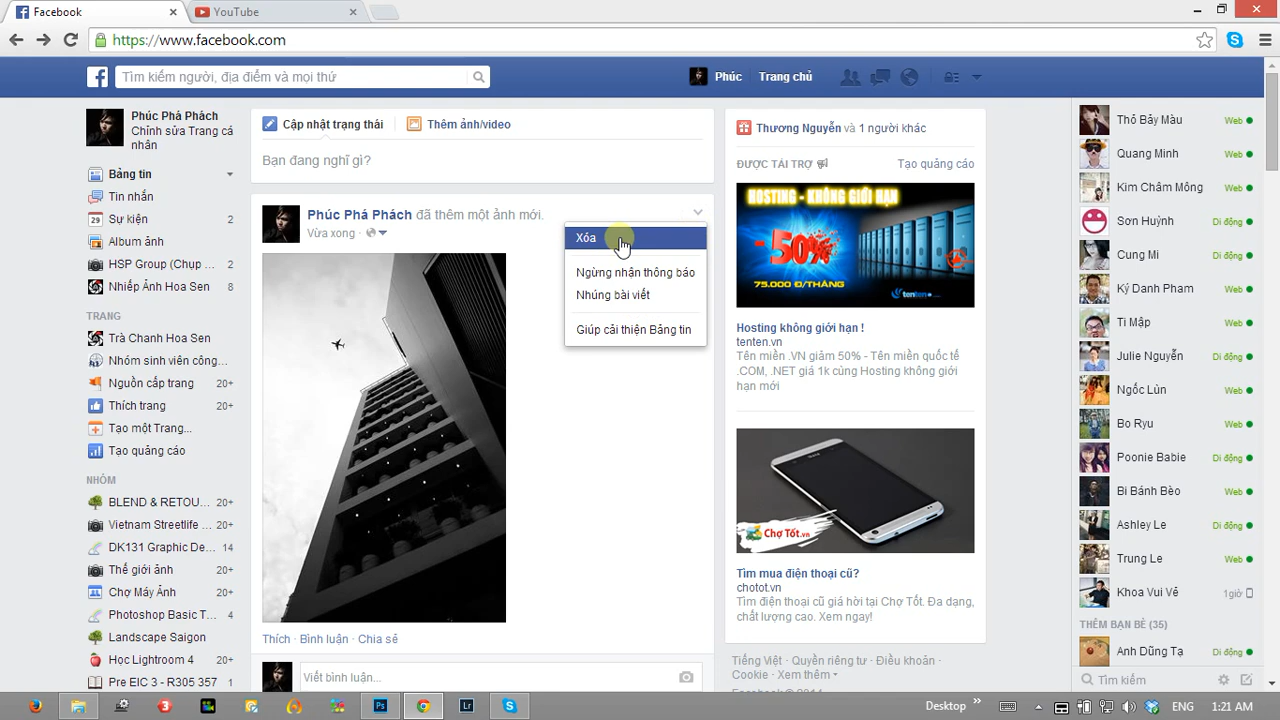 Facebook
YouTube
https://www.facebook.com
Tìm kiếm người, địa điểm và mọi thứ
Phúc
Trang chủ
Phúc Phá Phách
Chỉnh sửa Trang cá
nhân
Bảng tin
Tin nhắn
Sự kiện 2
Album ảnh
HSP Group (Chụp ...
Nhiếp Ảnh Hoa Sen 8
TRANG
Trà Chanh Hoa Sen
Nhóm sinh viên công...
Nguồn cấp trang 20+
Thích trang 20+
Tạo một Trang...
Tạo quảng cáo
NHÓM
BLEND & RETOU... 20+
Vietnam Streetlife ... 20+
DK131 Graphic De... 14
Thế giới ảnh 20+
Chợ Máy Ảnh 20+
Photoshop Basic T... 4
Landscape Saigon
Học Lightroom 4 20+
Pre EIC 3 - R305 357 1
Cập nhật trạng thái
Thêm ảnh/video
Bạn đang nghĩ gì?
Phúc Phá Phách đã thêm một ảnh mới.
Vừa xong ·
Xóa
Ngừng nhận thông báo
Nhúng bài viết
Giúp cải thiện Bảng tin
Thích · Bình luận · Chia sẻ
Viết bình luận...
Thương Nguyễn và 1 người khác
ĐƯỢC TÀI TRỢ
Tạo quảng cáo
HOSTING - KHÔNG GIỚI HẠN
-50%
75.000 Đ/THÁNG
tenten.vn
Hosting không giới hạn !
tenten.vn
Tên miền .VN giảm 50% - Tên miền quốc tế
.COM, .NET giá 1k cùng Hosting không giới
hạn mới
Chợ Tốt.vn
Tìm mua điện thoại cũ?
chotot.vn
Tìm điện thoại cũ giá hời tại Chợ Tốt. Đa dạng,
chất lượng cao. Xem ngay!
Tiếng Việt · Quyền riêng tư · Điều khoản ·
Cookie · Xem thêm
Thỏ Bảy Màu Web
Quang Minh Web
Kim Châm Mông Web
Sơn Huỳnh Di động
Cung Mi Di động
Ký Danh Phàm Web
Ti Mập Di động
Julie Nguyễn Di động
Ngốc Lùn Web
Bo Ryu Web
Poonie Babie Di động
Bi Bánh Bèo Web
Ashley Le Di động
Trung Le Web
Khoa Vui Vẻ 1giờ
THÊM BẠN BÈ (35)
Anh Dũng Tạ Di động
Tìm kiếm
Desktop
ENG
1:21 AM